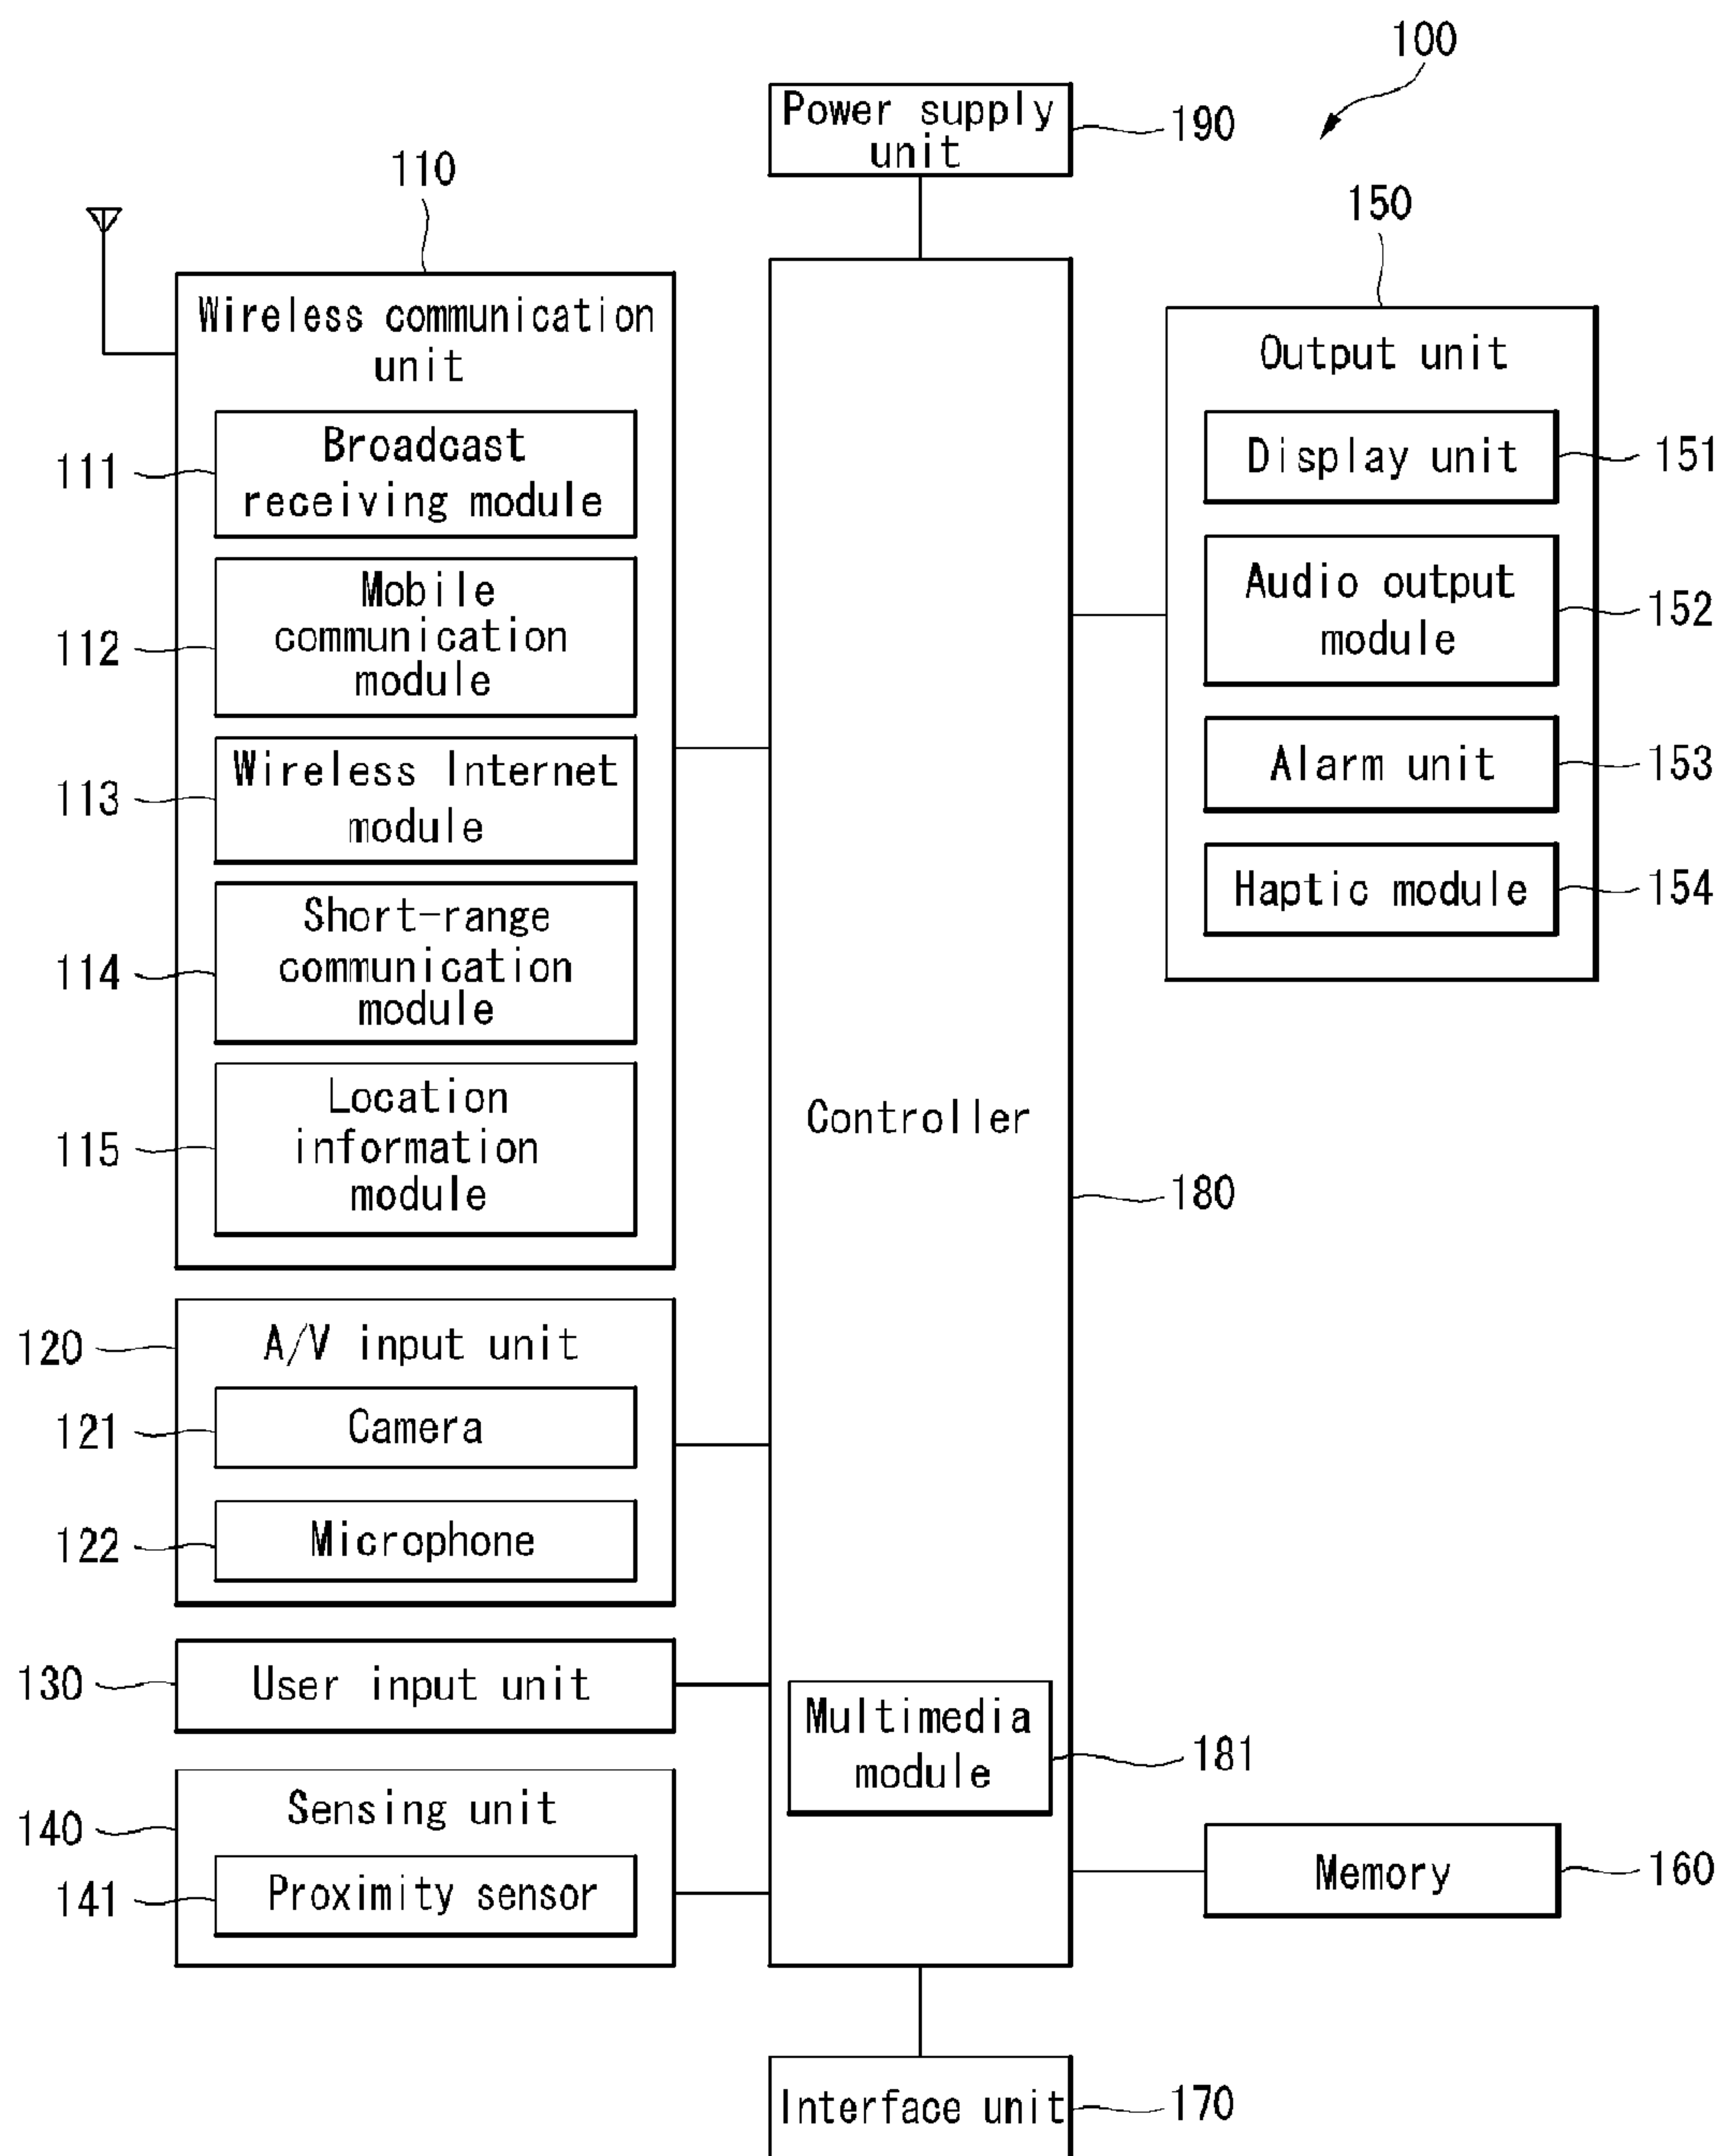 100
Power supply
unit
190
110
150
Wireless communication
unit
Broadcast
receiving module
111
Mobile
communication
module
112
Wireless Internet
module
113
Short-range
communication
module
114
Location
information
module
115
Output unit
Display unit
151
Audio output
module
152
Alarm unit
153
Haptic module
154
Controller
180
120
A/V input unit
121
Camera
122
Microphone
130
User input unit
Multimedia
module
181
140
Sensing unit
141
Proximity sensor
Memory
160
Interface unit
170